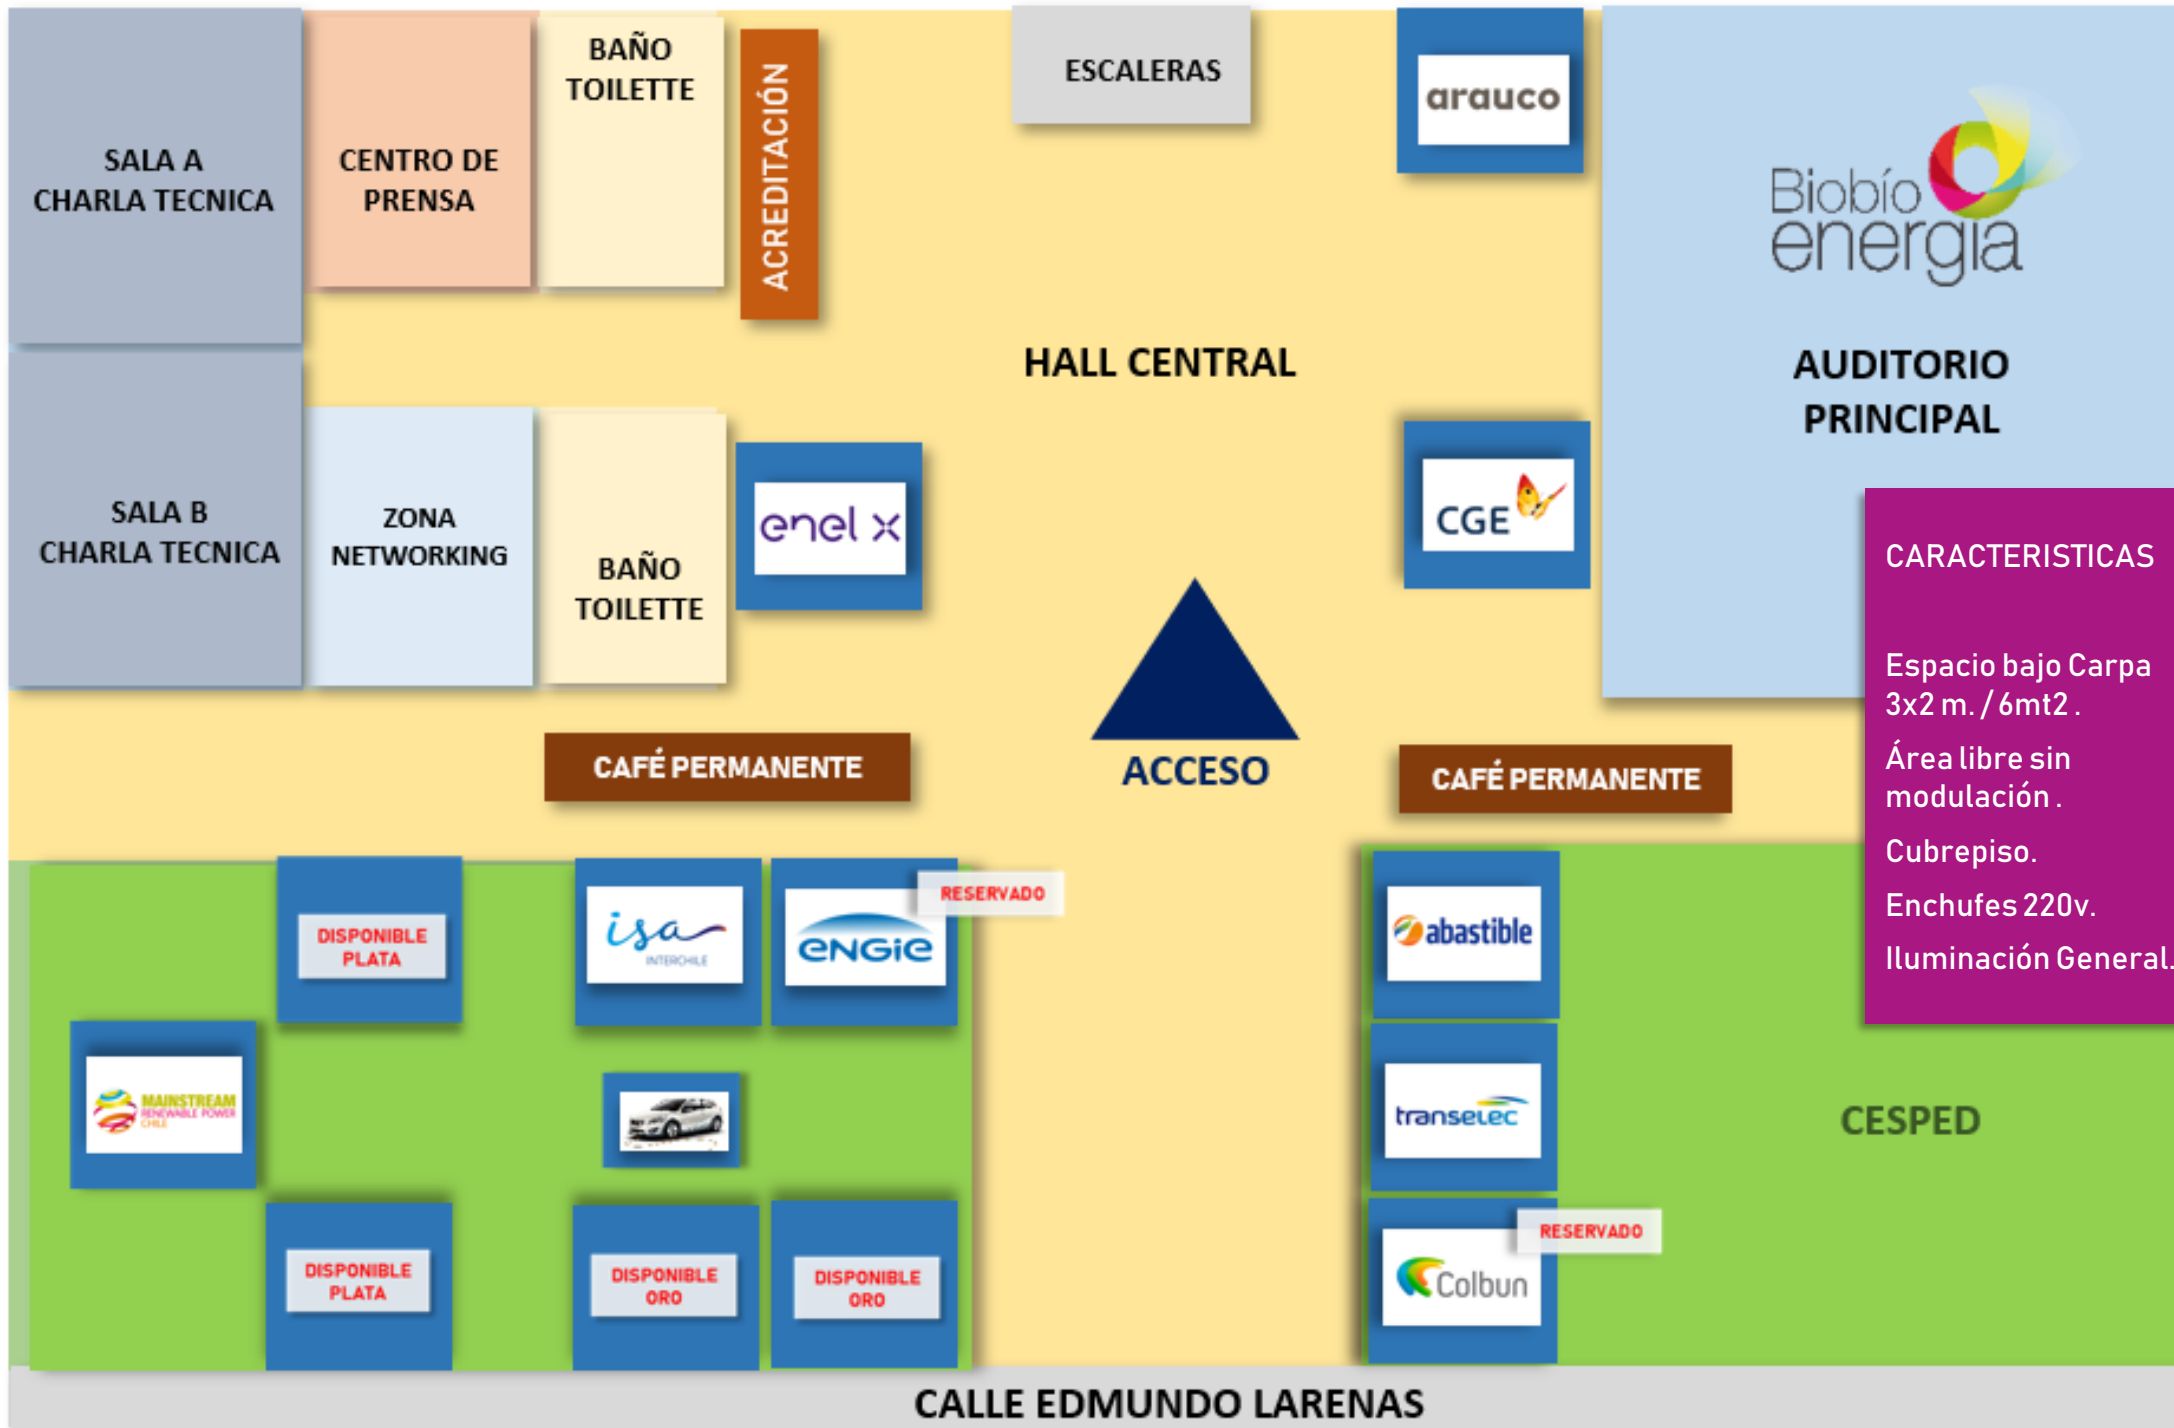 SALA A
CHARLA TECNICA
CENTRO DE
PRENSA
BAÑO
TOILETTE
ACREDITACIÓN
ESCALERAS
arauco
Biobío
energía
HALL CENTRAL
AUDITORIO
PRINCIPAL
SALA B
CHARLA TECNICA
ZONA
NETWORKING
BAÑO
TOILETTE
enel x
CGE
ACCESO
CAFÉ PERMANENTE
CAFÉ PERMANENTE
CARACTERISTICAS
Espacio bajo Carpa
3x2 m. / 6mt2 .
Área libre sin
modulación .
Cubrepiso.
Enchufes 220v.
Iluminación General.
DISPONIBLE
PLATA
isa
INTERCHILE
ENGIE
RESERVADO
abastible
MAINSTREAM
RENEWABLE POWER
CHILE
transelec
CESPED
DISPONIBLE
PLATA
DISPONIBLE
ORO
DISPONIBLE
ORO
RESERVADO
Colbun
CALLE EDMUNDO LARENAS